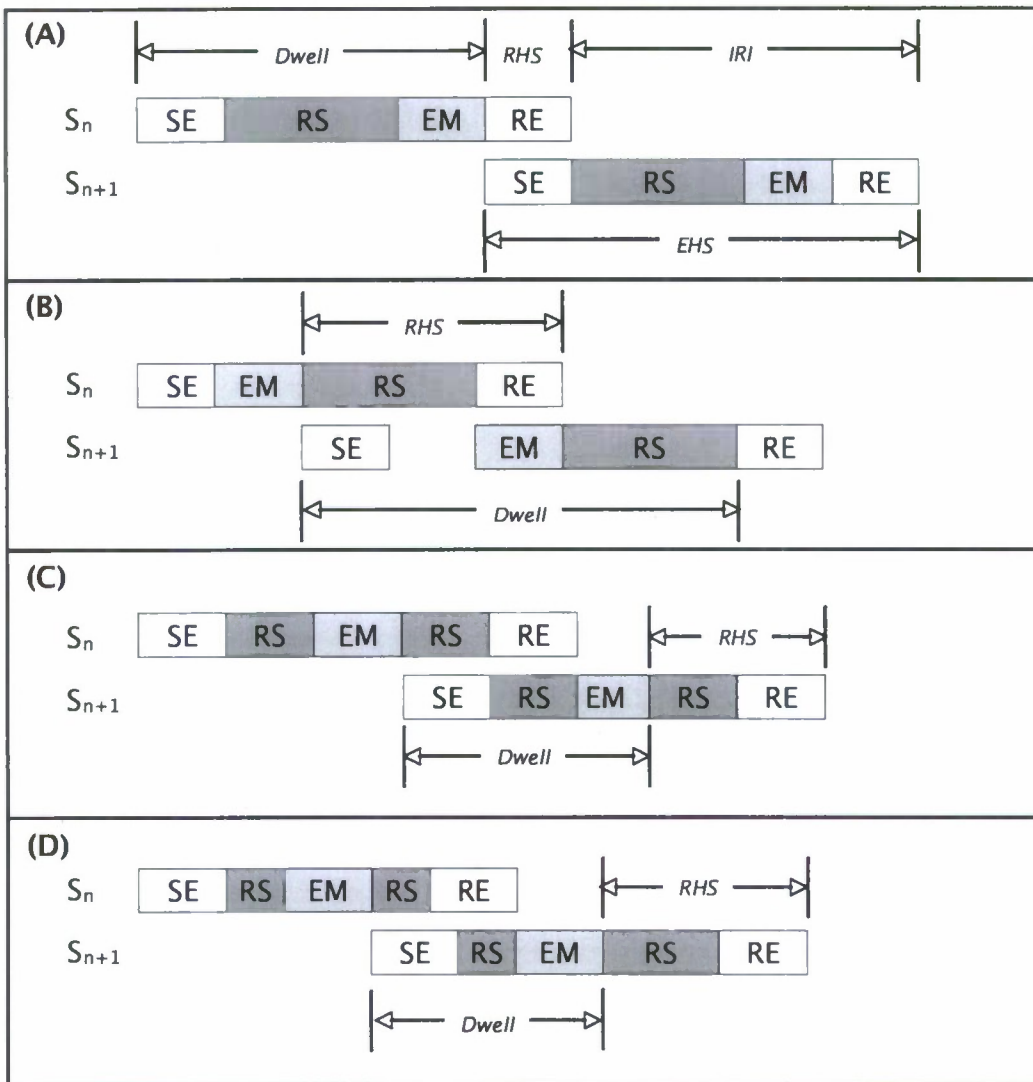 (A)
Dwell RHS IRI
Sₙ SE RS EM RE
Sₙ₊₁ SE RS EM RE
EHS
(B)
RHS
Sₙ SE EM RS RE
Sₙ₊₁ SE EM RS RE
Dwell
(C)
Sₙ SE RS EM RS RE RHS
Sₙ₊₁ SE RS EM RS RE
Dwell
(D)
Sₙ SE RS EM RS RE RHS
Sₙ₊₁ SE RS EM RS RE
Dwell